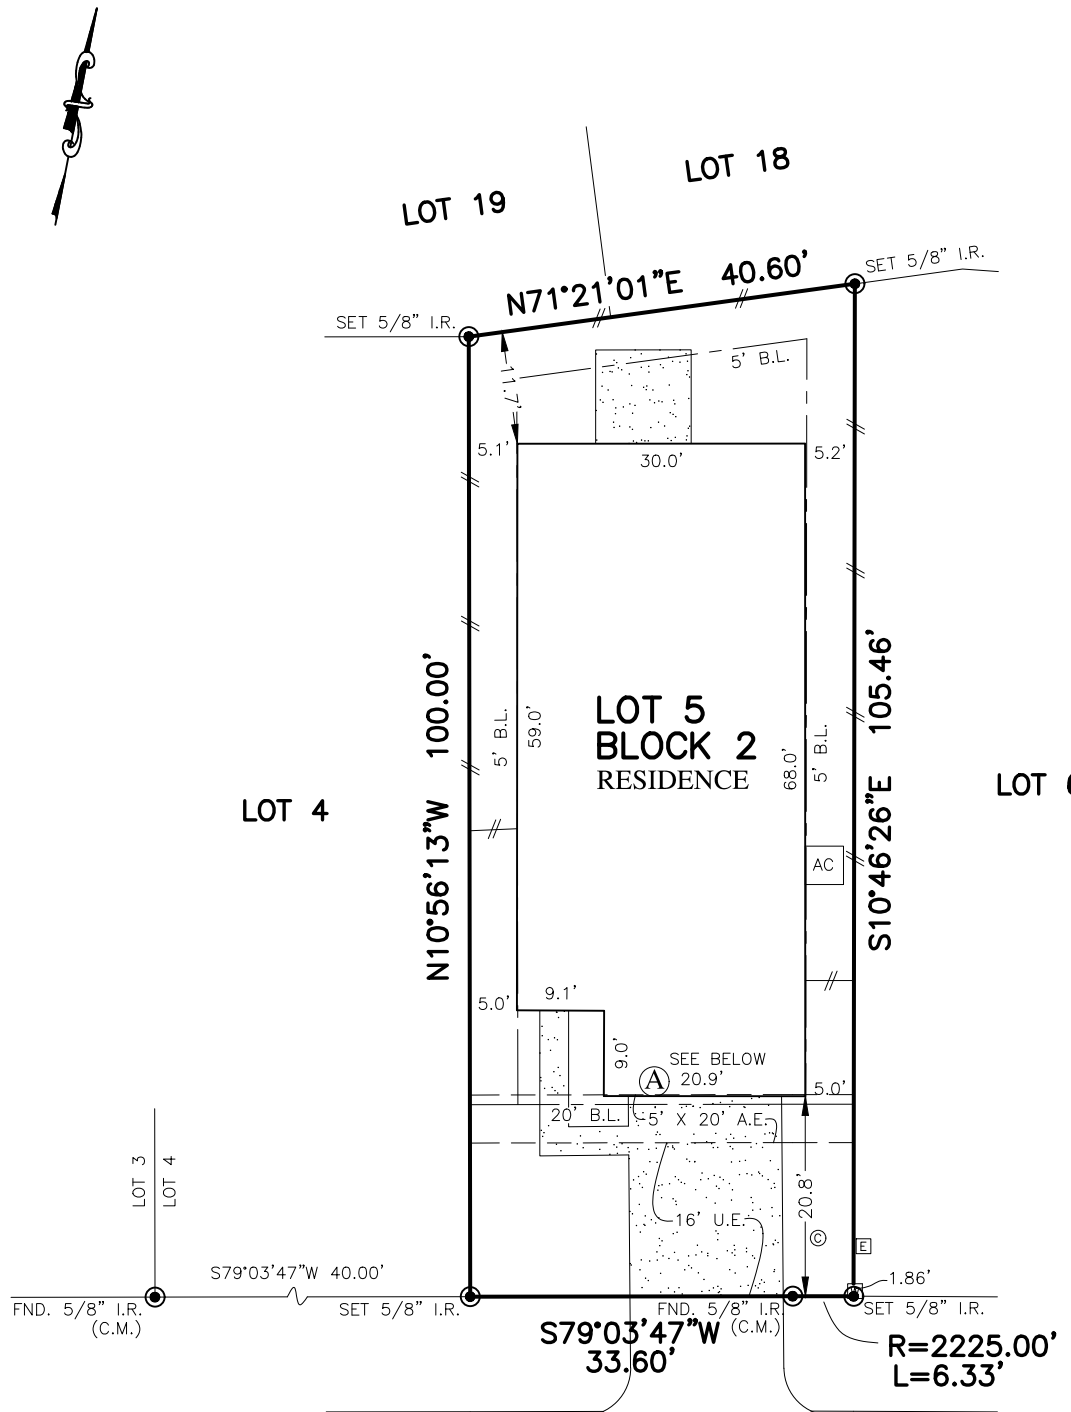 LOT 18
LOT 19
SET 5/8" I.R.
N71°21'01"E 40.60'
SET 5/8" I.R.
5' B.L.
11.7'
5.1'
30.0'
5.2'
N10°56'13"W 100.00'
5' B.L.
59.0'
LOT 5
BLOCK 2
RESIDENCE
68.0'
5' B.L.
S10°46'26"E 105.46'
LOT 4
LOT 6
AC
5.0'
9.1'
9.0'
SEE BELOW
A 20.9'
5.0'
20' B.L.
5' X 20' A.E.
LOT 3
LOT 4
16' U.E.
20.8'
C
E
S79°03'47"W 40.00'
1.86'
FND. 5/8" I.R.
(C.M.)
SET 5/8" I.R.
FND. 5/8" I.R.
(C.M.)
SET 5/8" I.R.
S79°03'47"W
33.60'
R=2225.00'
L=6.33'